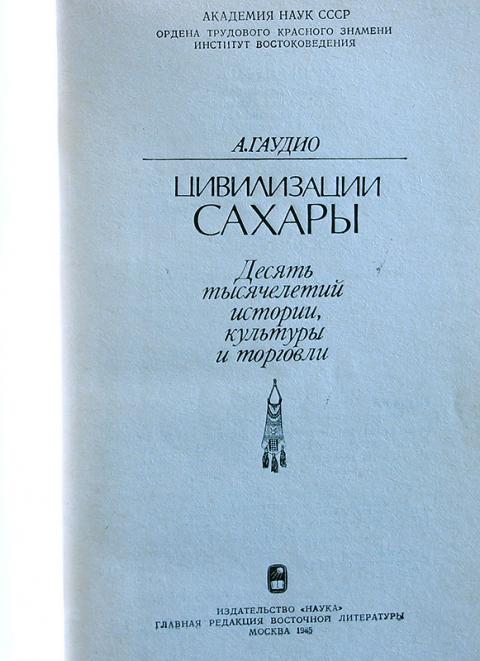 АКАДЕМИЯ НАУК СССР
ОРДЕНА ТРУДОВОГО КРАСНОГО ЗНАМЕНИ
ИНСТИТУТ ВОСТОКОВЕДЕНИЯ
А.ГАУДИО
ЦИВИЛИЗАЦИИ
САХАРЫ
Десять
тысячелетий
истории,
культуры
и торговли
ИЗДАТЕЛЬСТВО «НАУКА»
ГЛАВНАЯ РЕДАКЦИЯ ВОСТОЧНОЙ ЛИТЕРАТУРЫ
МОСКВА 1985